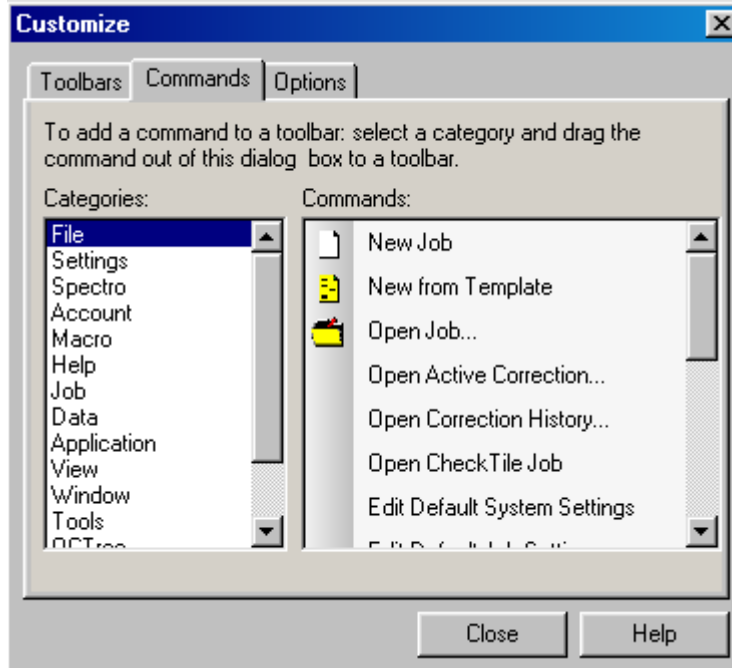 Customize
Toolbars Commands Options
To add a command to a toolbar: select a category and drag the
command out of this dialog box to a toolbar.
Categories: Commands:
File
Settings
Spectro
Account
Macro
Help
Job
Data
Application
View
Window
Tools
New Job
New from Template
Open Job...
Open Active Correction...
Open Correction History...
Open CheckTile Job
Edit Default System Settings
Close Help